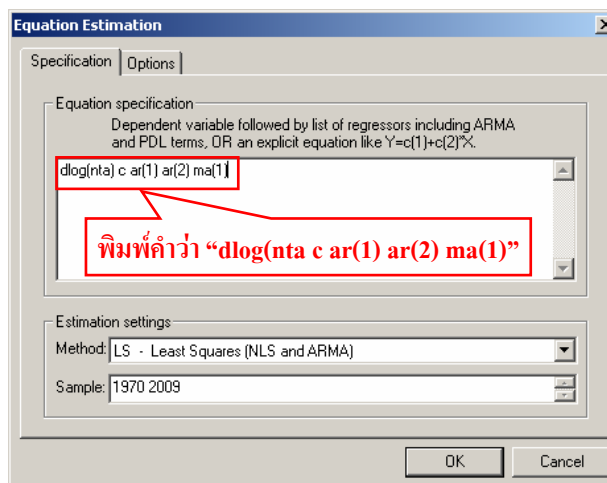 Equation Estimation
Specification
Options
Equation specification
Dependent variable followed by list of regressors including ARMA
and PDL terms, OR an explicit equation like Y=c(1)+c(2)*X.
dlog(nta) c ar(1) ar(2) ma(1)
พิมพ์คำว่า “dlog(nta c ar(1) ar(2) ma(1)”
Estimation settings
Method: LS - Least Squares (NLS and ARMA)
Sample: 1970 2009
OK
Cancel